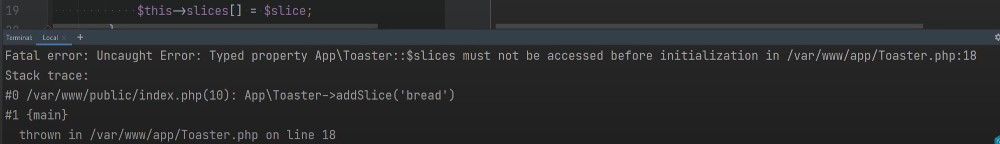 19 $this->slices[] = $slice;
}
Terminal: Local × +
Fatal error: Uncaught Error: Typed property App\Toaster::$slices must not be accessed before initialization in /var/www/app/Toaster.php:18
Stack trace:
#0 /var/www/public/index.php(10): App\Toaster->addSlice('bread')
#1 {main}
thrown in /var/www/app/Toaster.php on line 18